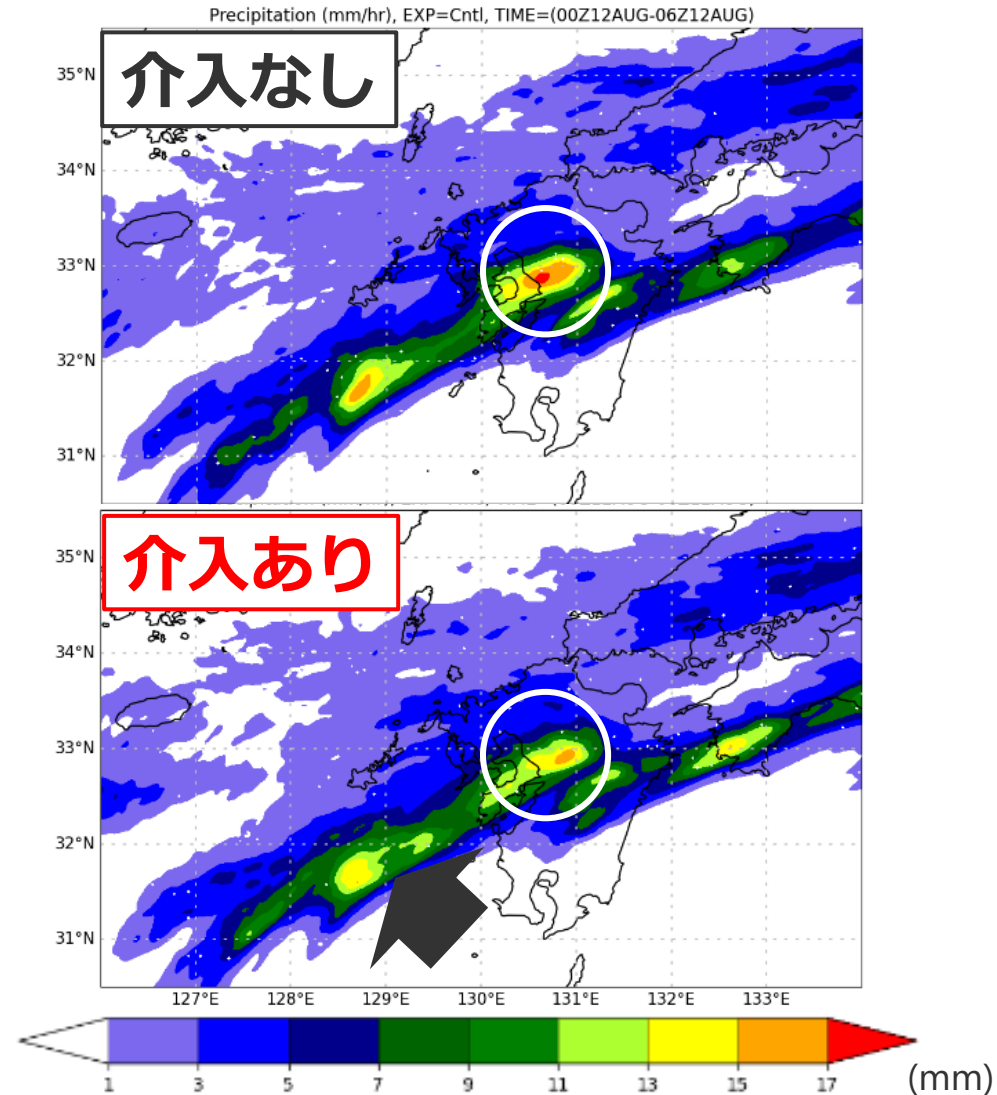 Precipitation (mm/hr), EXP=Cntl, TIME=(00Z12AUG-06Z12AUG)
介入なし
35°N
34°N
33°N
32°N
31°N
介入あり
35°N
34°N
33°N
32°N
31°N
127°E 128°E 129°E 130°E 131°E 132°E 133°E
1 3 5 7 9 11 13 15 17 (mm)